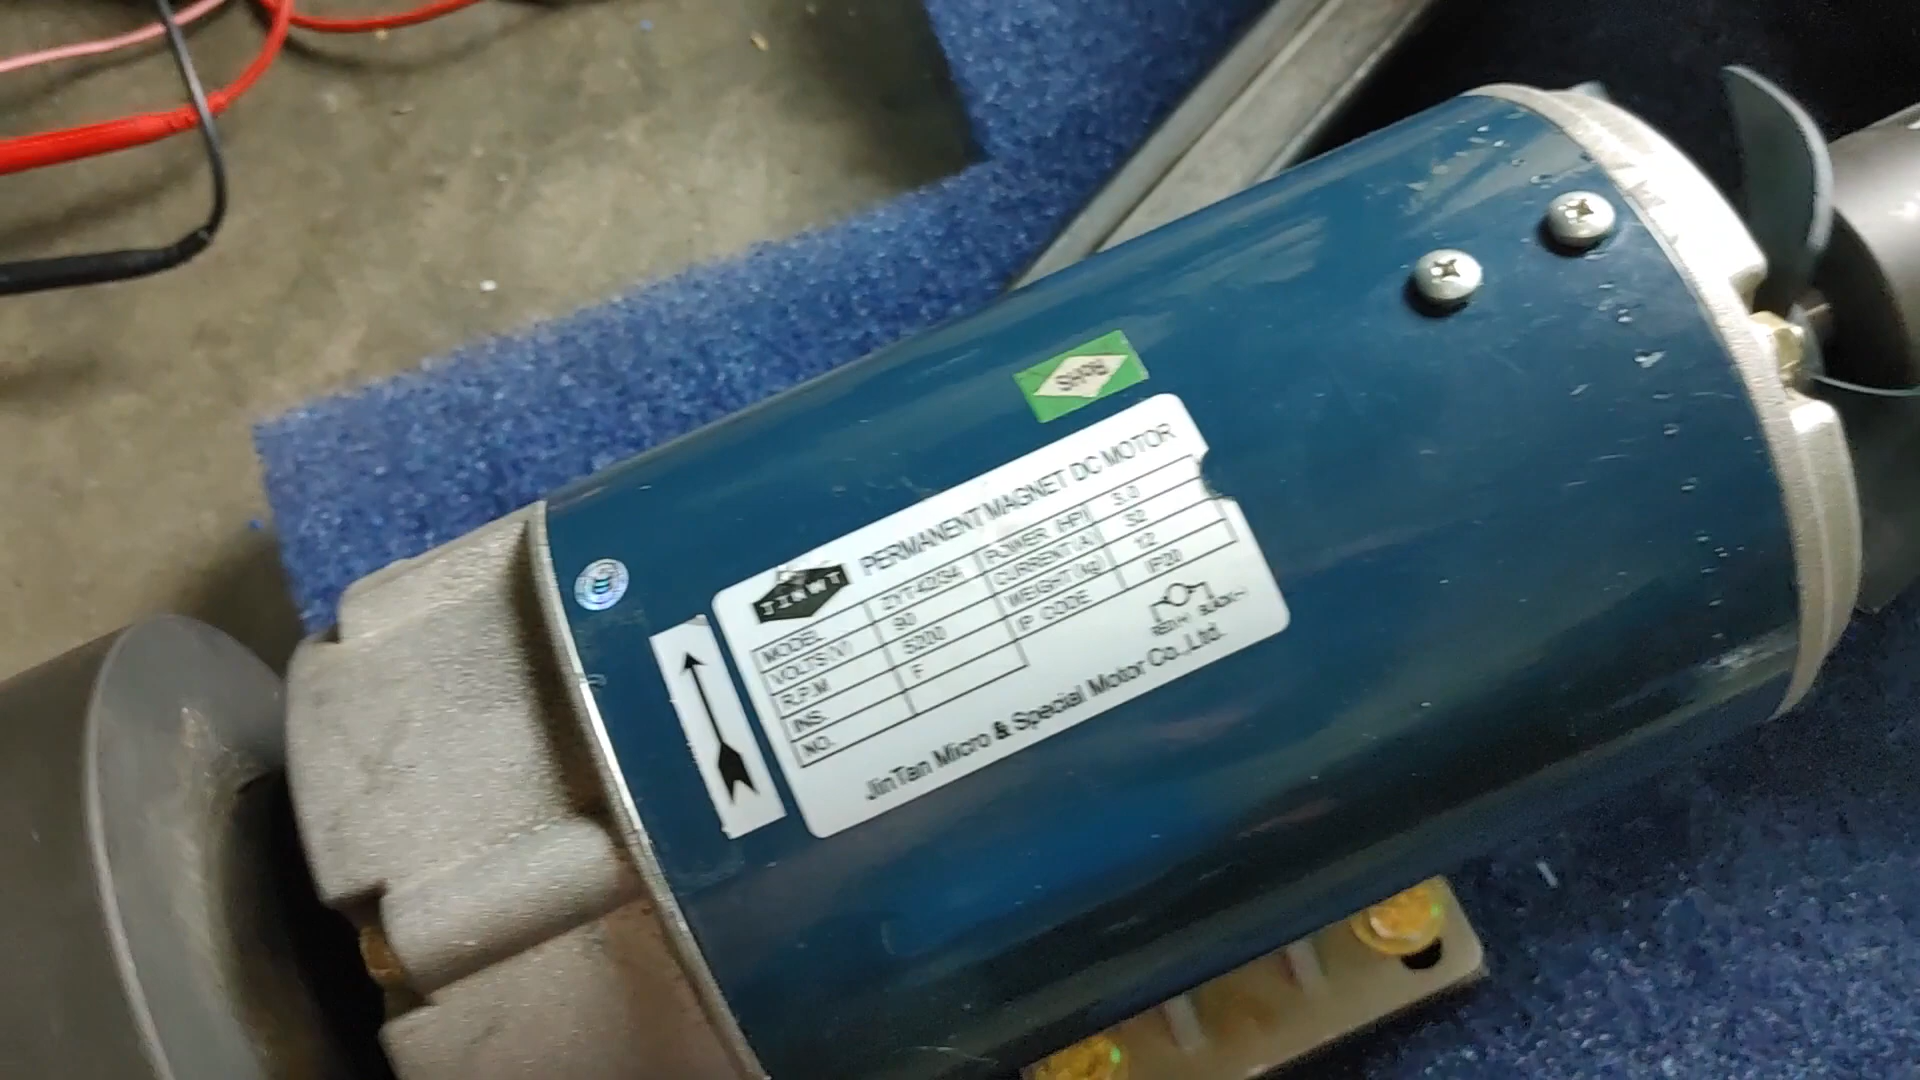 RoHS
JINWT PERMANENT MAGNET DC MOTOR
MODEL ZYT42/34 POWER (HP) 3.0
VOLTS (V) 90 CURRENT (A) 32
R.P.M 5200 WEIGHT (kg) 12
INS. F IP CODE IP20
NO.
RED(+) BLACK(-)
JinTan Micro & Special Motor Co.,Ltd.